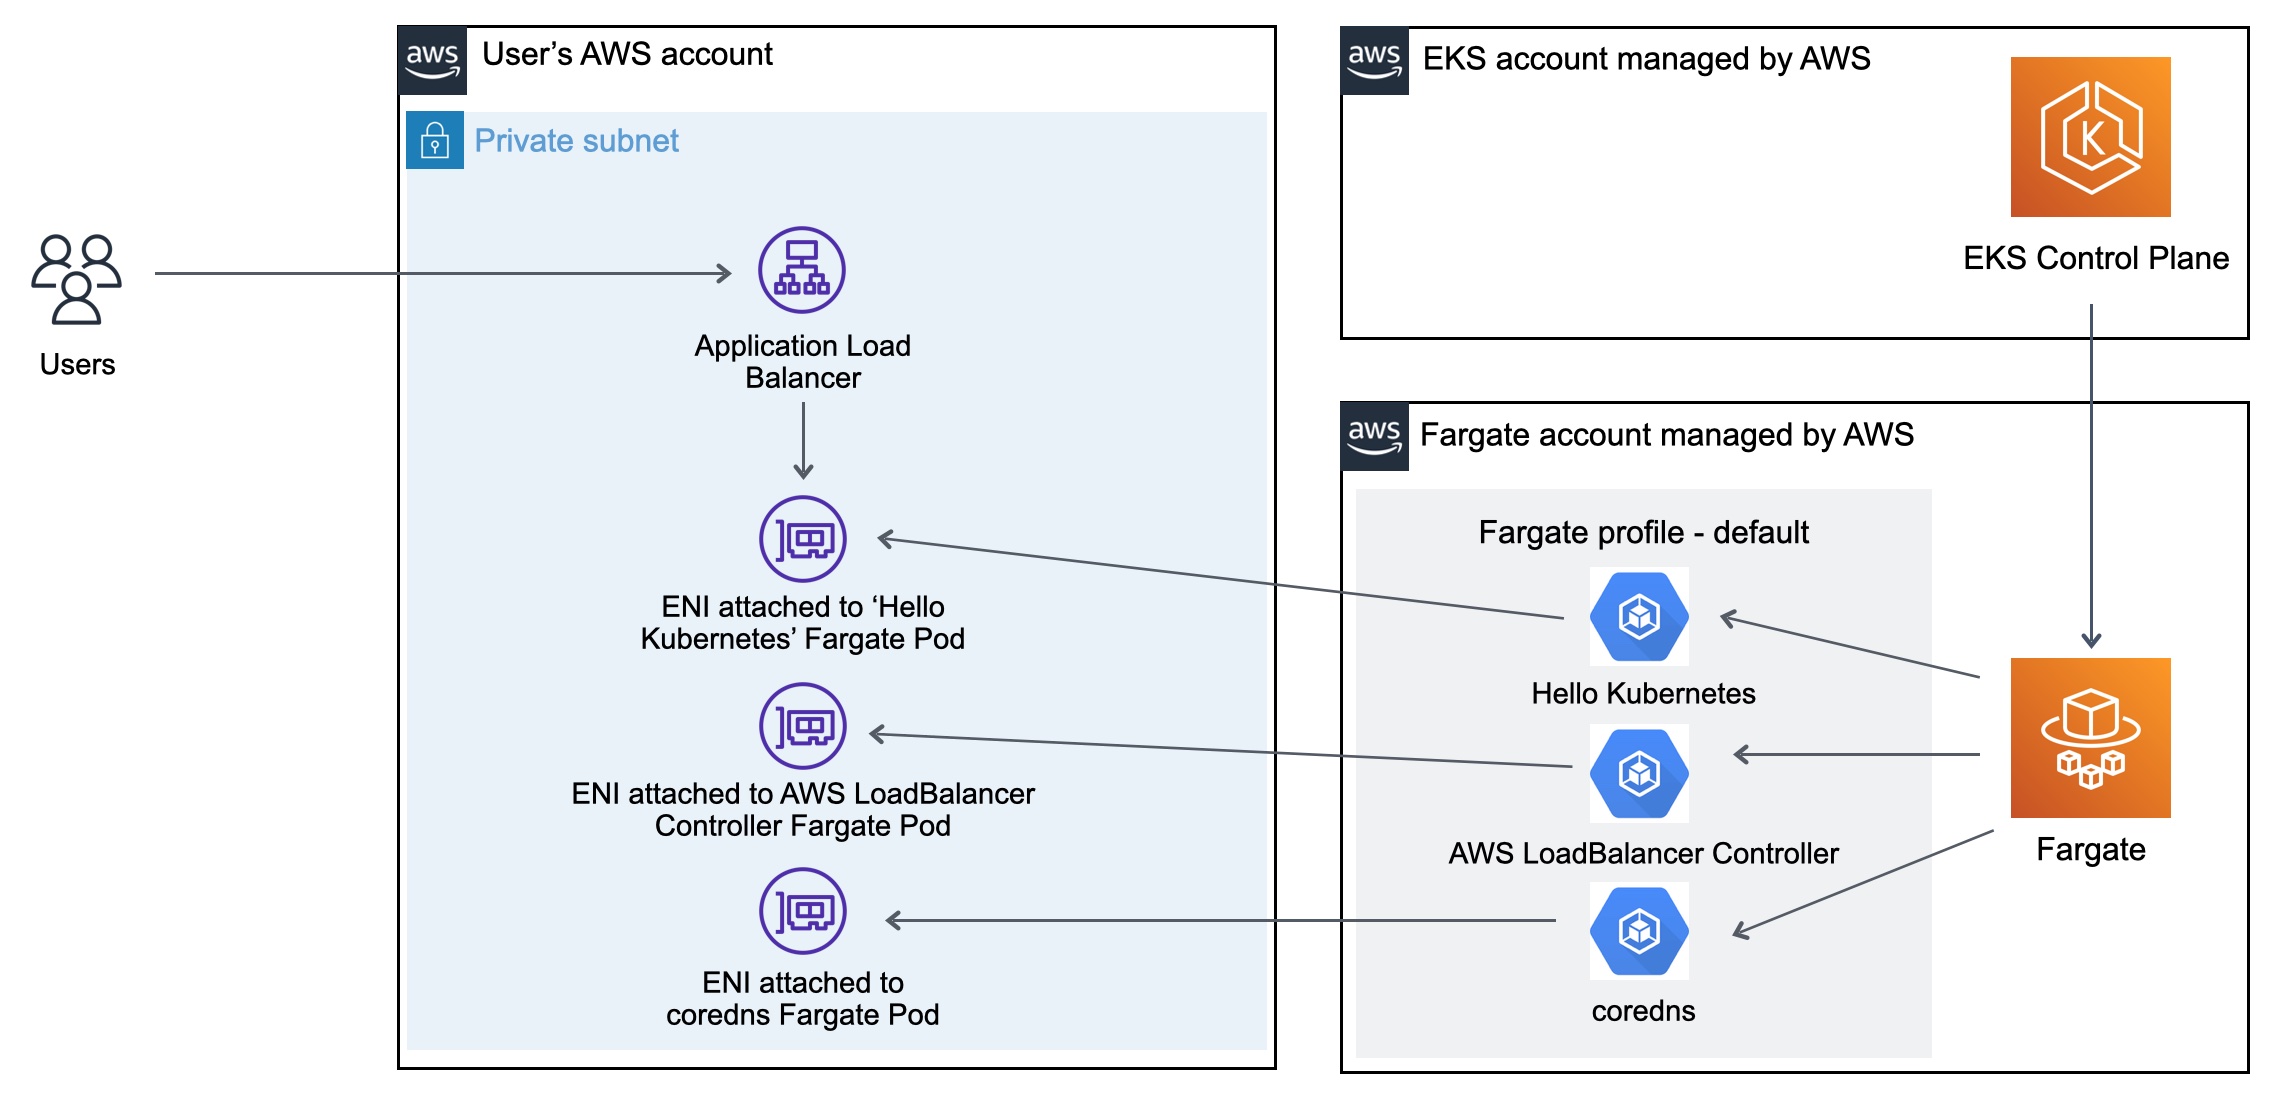 aws
User’s AWS account
Private subnet
Users
Application Load
Balancer
ENI attached to ‘Hello
Kubernetes’ Fargate Pod
ENI attached to AWS LoadBalancer
Controller Fargate Pod
ENI attached to
coredns Fargate Pod
aws
EKS account managed by AWS
K
EKS Control Plane
aws
Fargate account managed by AWS
Fargate profile - default
Hello Kubernetes
AWS LoadBalancer Controller
coredns
Fargate